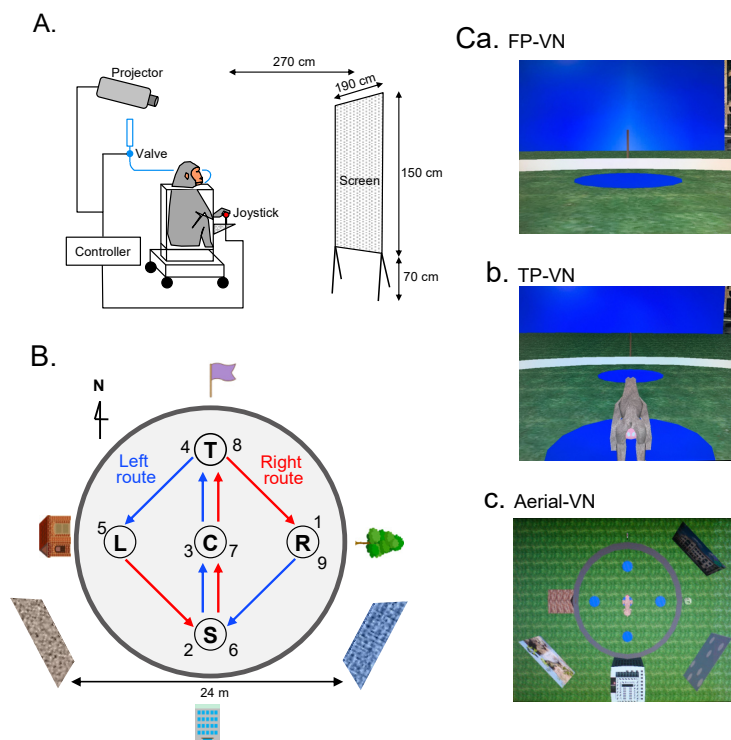 A.
Projector
Valve
Joystick
Controller
270 cm
190 cm
Screen
150 cm
70 cm
B.
N
4 T 8
Left route
Right route
5 L
3 C 7
1 R 9
2 S 6
24 m
Ca. FP-VN
b. TP-VN
c. Aerial-VN